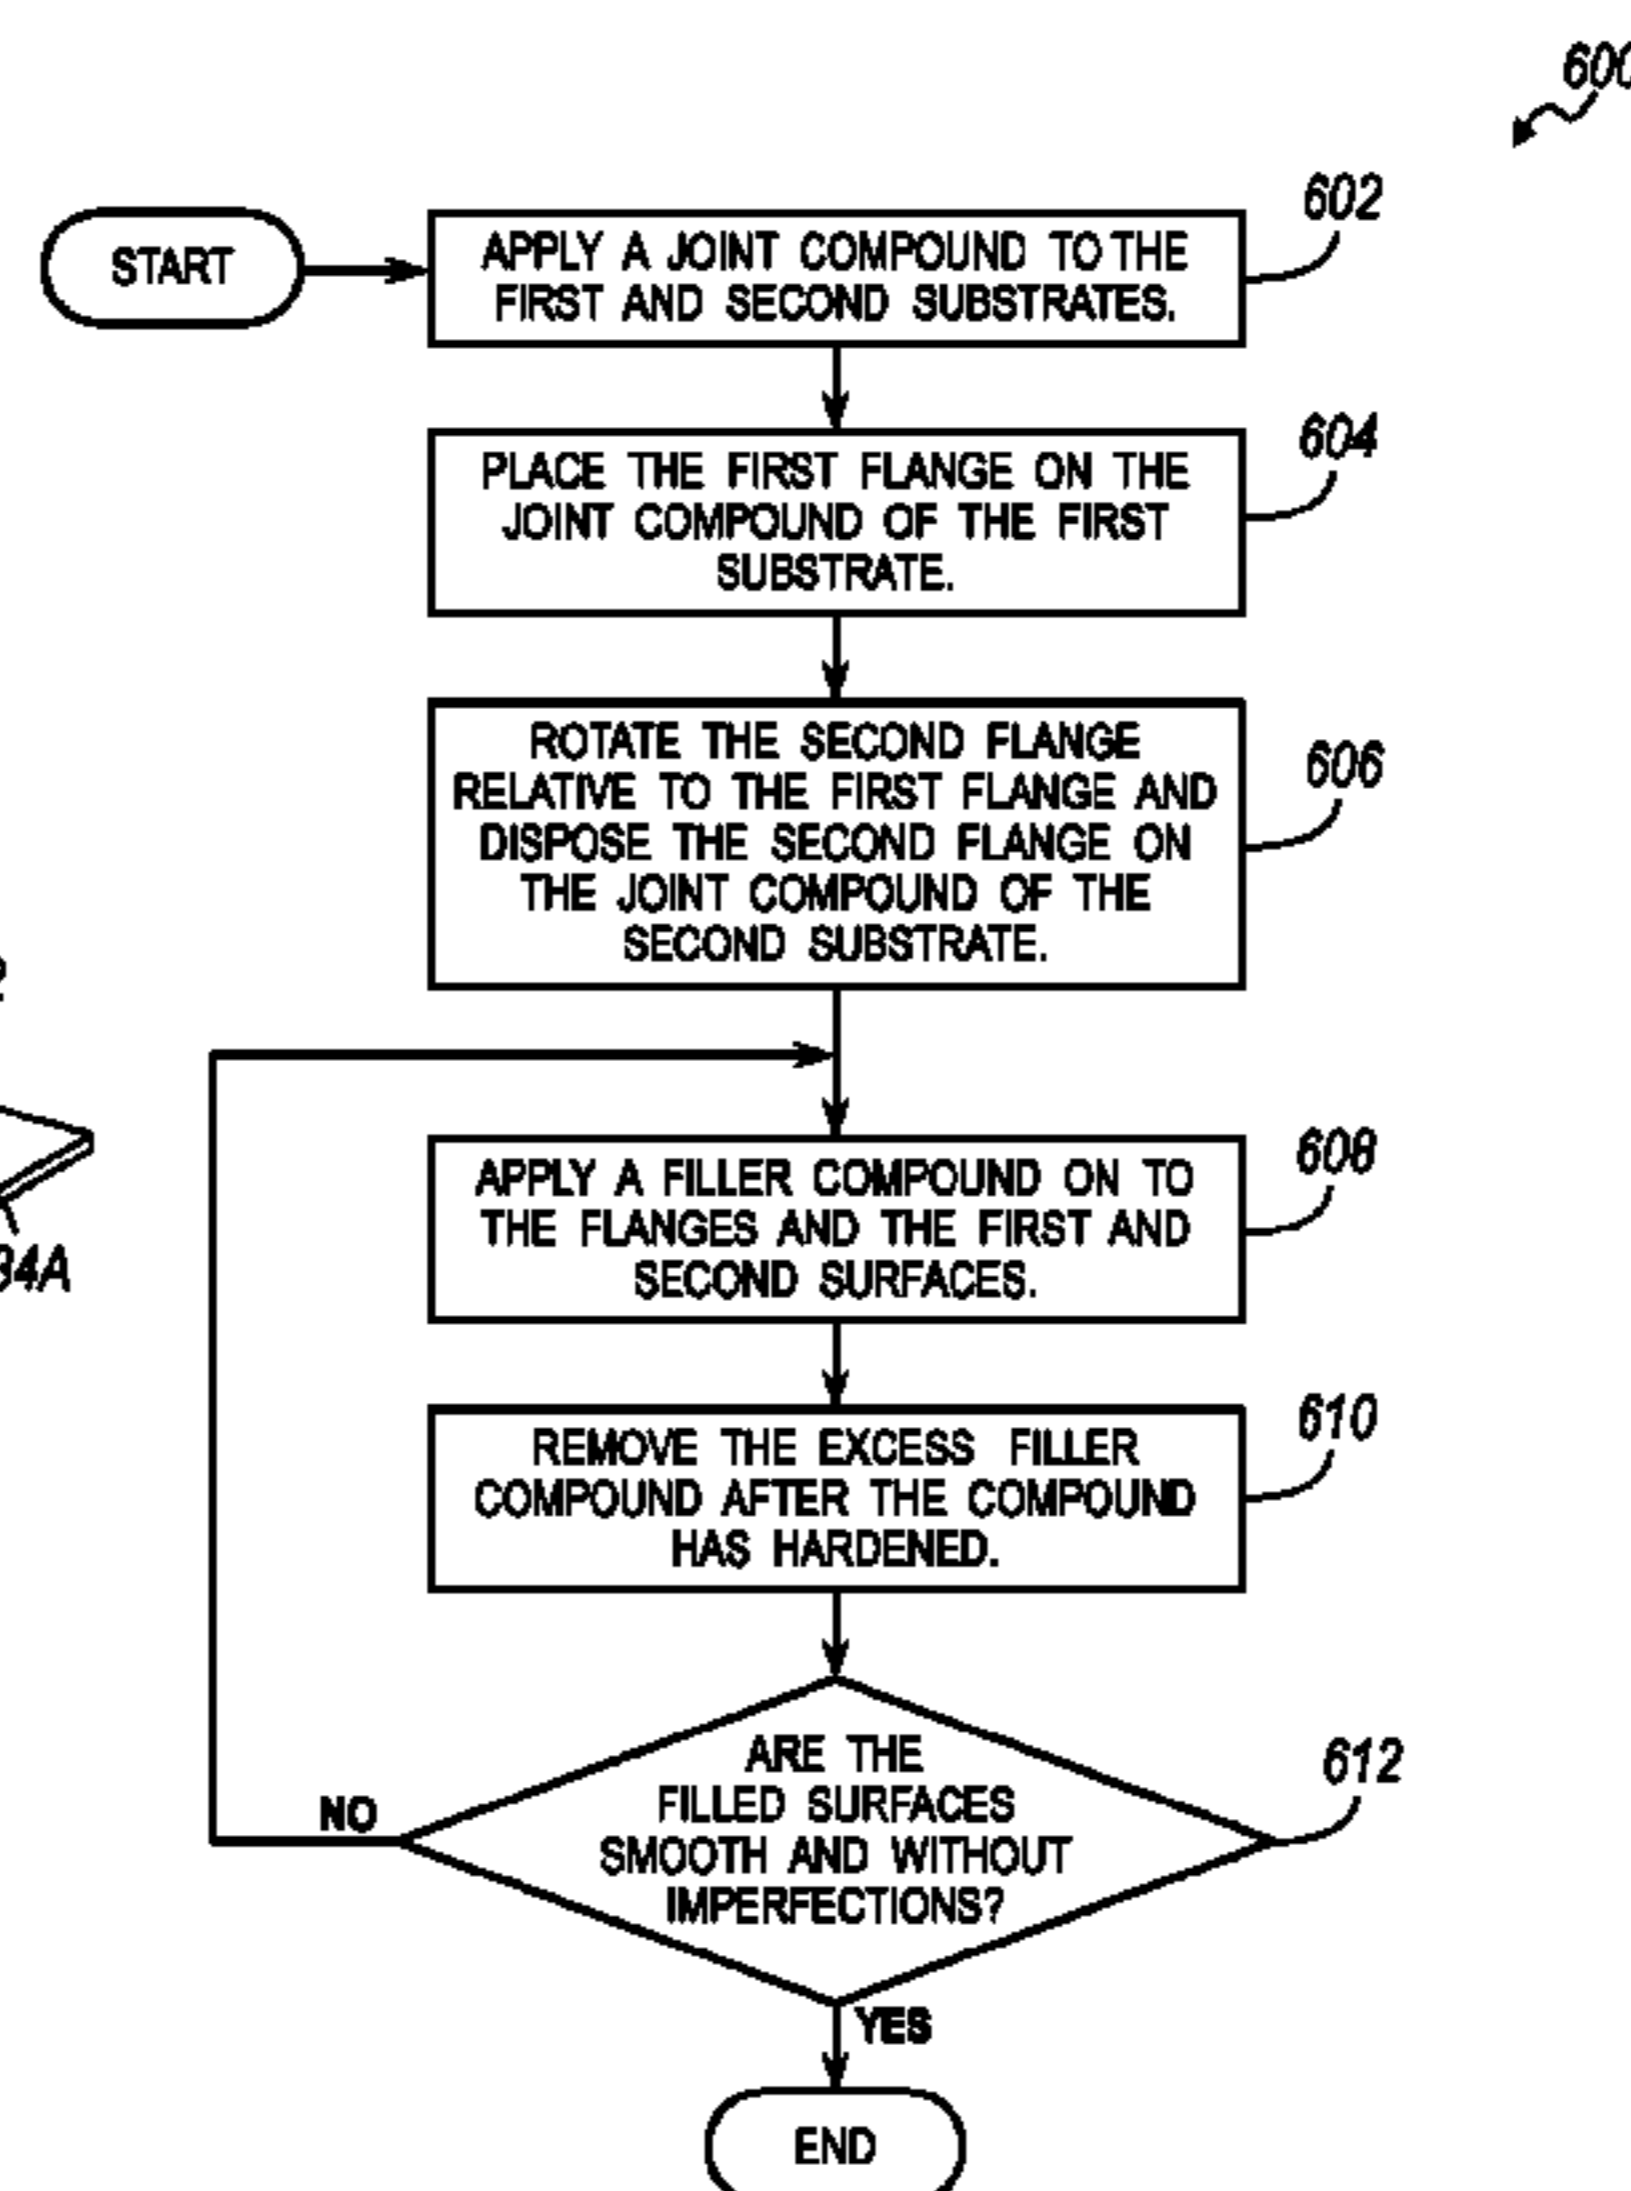 600
START
602
APPLY A JOINT COMPOUND TO THE
FIRST AND SECOND SUBSTRATES.
604
PLACE THE FIRST FLANGE ON THE
JOINT COMPOUND OF THE FIRST
SUBSTRATE.
606
ROTATE THE SECOND FLANGE
RELATIVE TO THE FIRST FLANGE AND
DISPOSE THE SECOND FLANGE ON
THE JOINT COMPOUND OF THE
SECOND SUBSTRATE.
34A
608
APPLY A FILLER COMPOUND ON TO
THE FLANGES AND THE FIRST AND
SECOND SURFACES.
610
REMOVE THE EXCESS FILLER
COMPOUND AFTER THE COMPOUND
HAS HARDENED.
612
ARE THE
FILLED SURFACES
SMOOTH AND WITHOUT
IMPERFECTIONS?
NO
YES
END